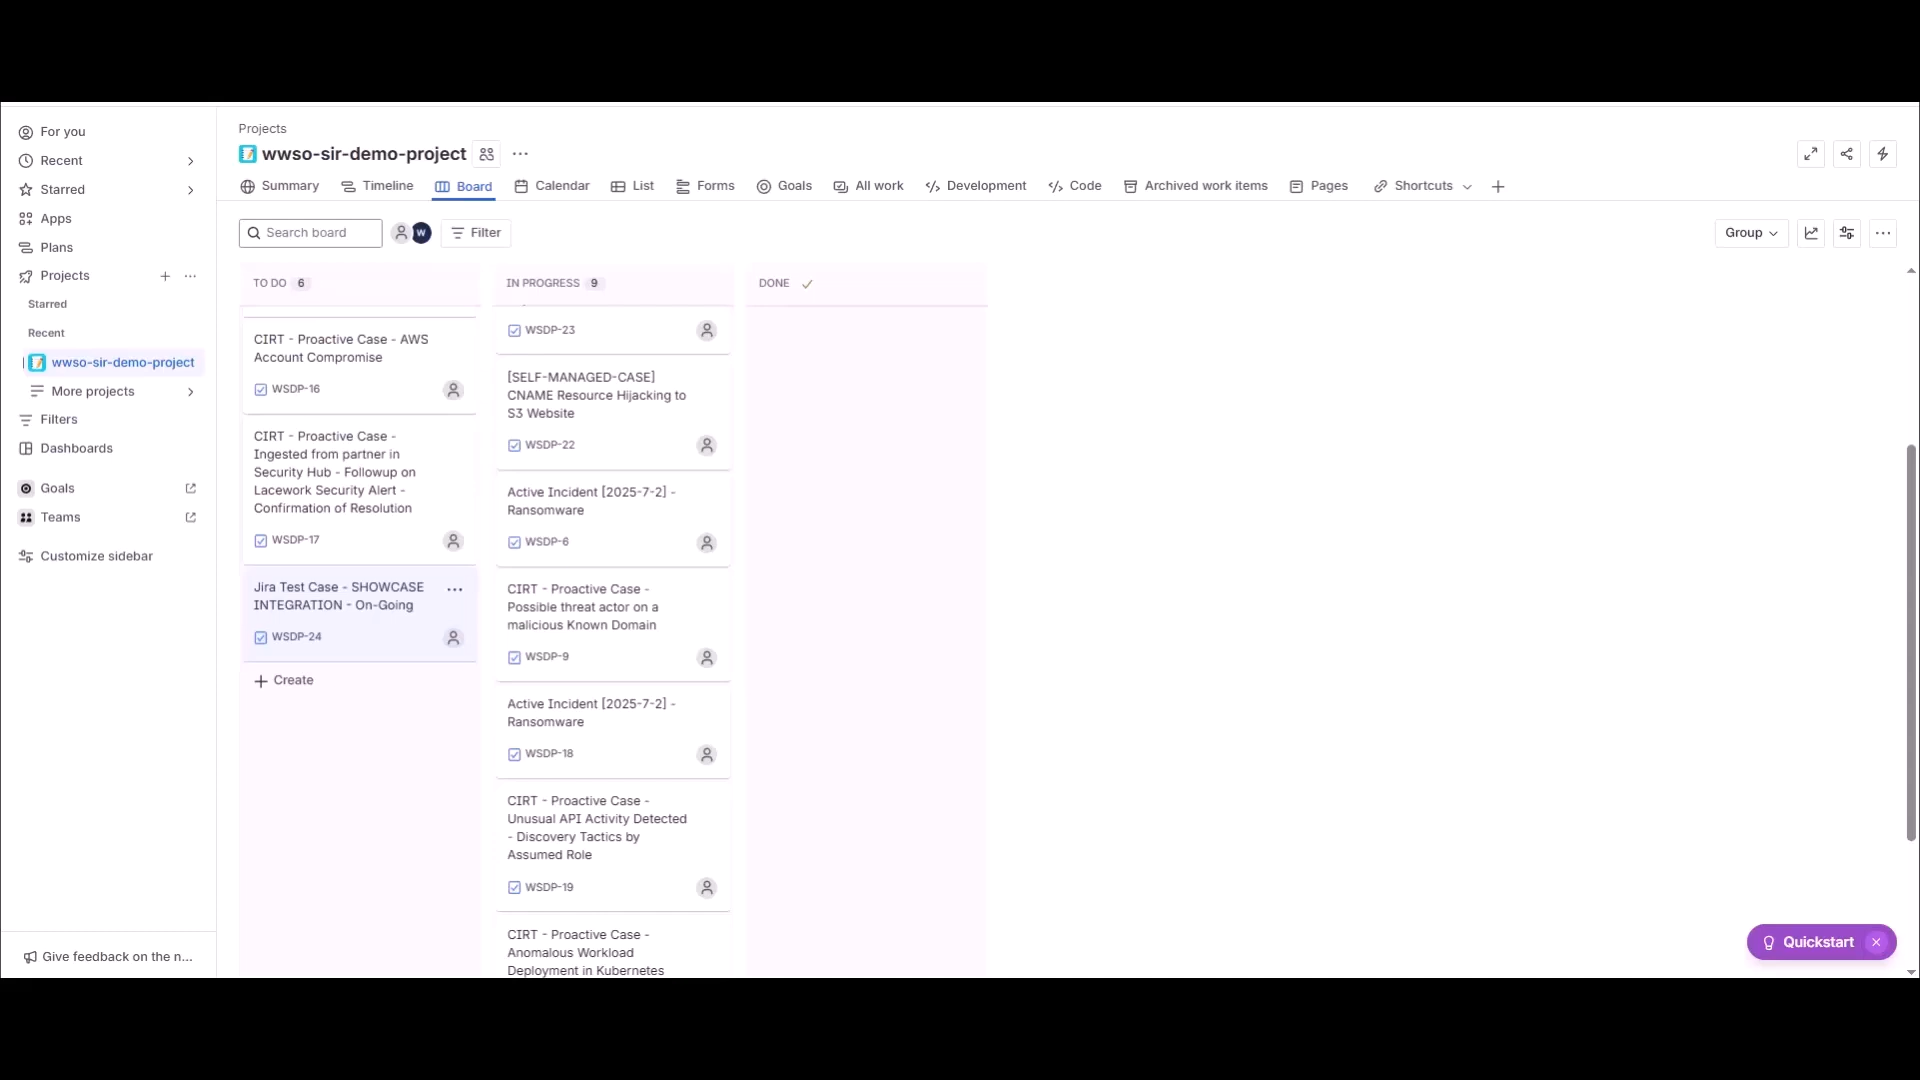 For you
Recent
Starred
Apps
Plans
Projects
Starred
Recent
wwso-sir-demo-project
More projects
Filters
Dashboards
Goals
Teams
Customize sidebar
Give feedback on the n...
Projects
wwso-sir-demo-project
Summary
Timeline
Board
Calendar
List
Forms
Goals
All work
Development
Code
Archived work items
Pages
Shortcuts
Search board
W
Filter
Group
TO DO 6
CIRT - Proactive Case - AWS
Account Compromise
WSDP-16
CIRT - Proactive Case -
Ingested from partner in
Security Hub - Followup on
Lacework Security Alert -
Confirmation of Resolution
WSDP-17
Jira Test Case - SHOWCASE
INTEGRATION - On-Going
WSDP-24
Create
IN PROGRESS 9
WSDP-23
[SELF-MANAGED-CASE]
CNAME Resource Hijacking to
S3 Website
WSDP-22
Active Incident [2025-7-2] -
Ransomware
WSDP-6
CIRT - Proactive Case -
Possible threat actor on a
malicious Known Domain
WSDP-9
Active Incident [2025-7-2] -
Ransomware
WSDP-18
CIRT - Proactive Case -
Unusual API Activity Detected
- Discovery Tactics by
Assumed Role
WSDP-19
CIRT - Proactive Case -
Anomalous Workload
Deployment in Kubernetes
DONE
Quickstart